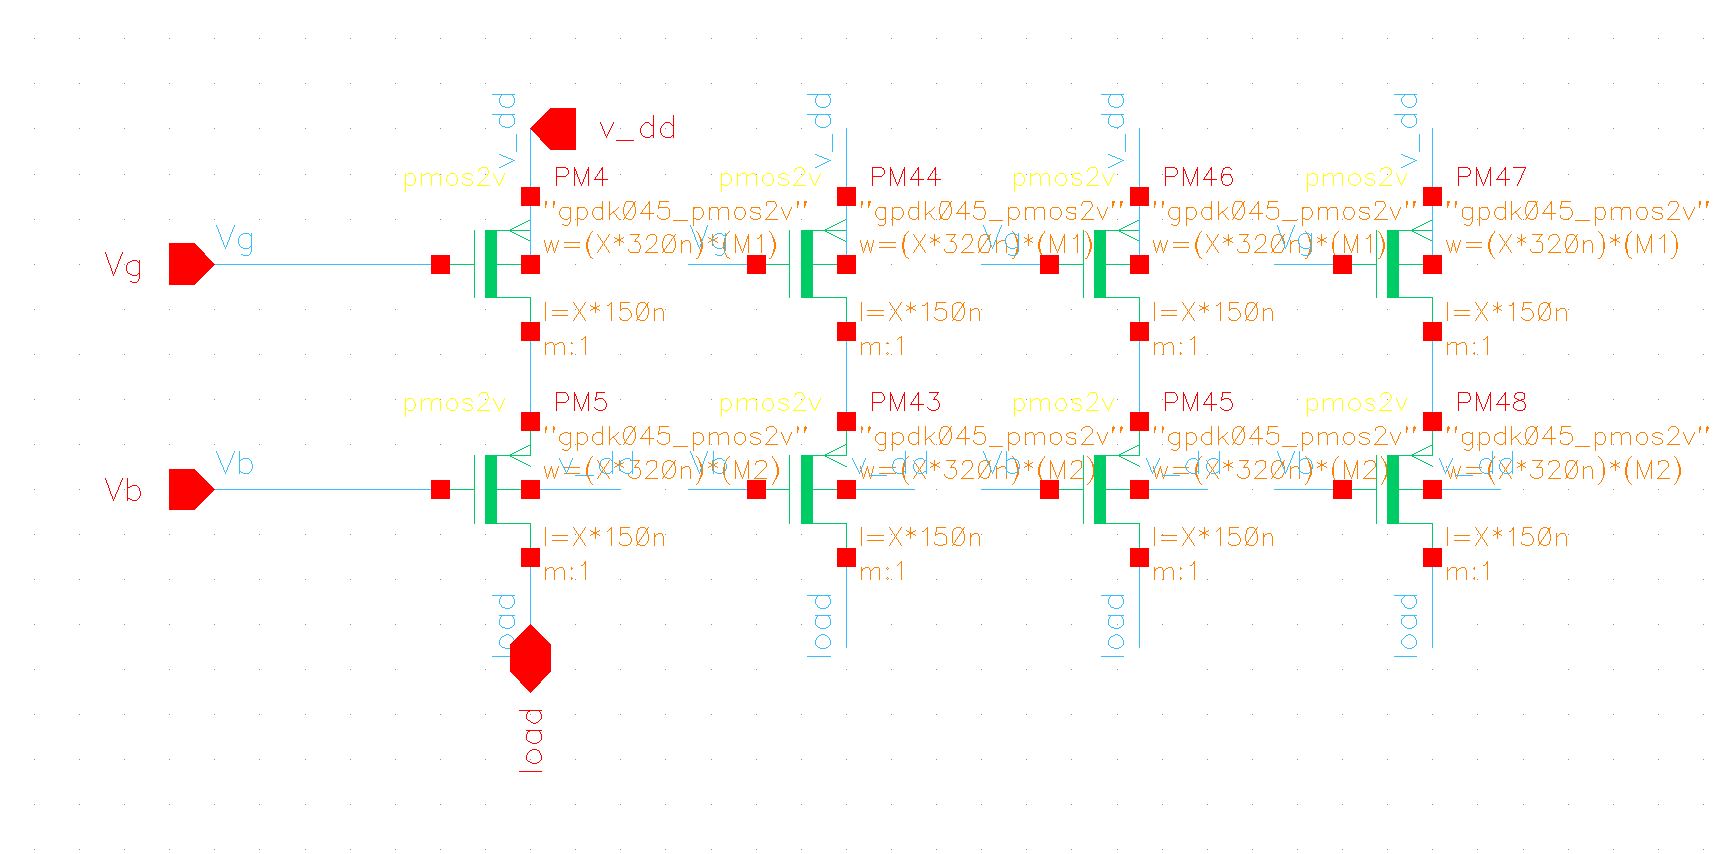 v_dd
v_dd
v_dd
v_dd
v_dd
pmos2v
PM4
pmos2v
PM44
pmos2v
PM46
pmos2v
PM47
"gpdk045_pmos2v"
"gpdk045_pmos2v"
"gpdk045_pmos2v"
"gpdk045_pmos2v"
Vg
Vg
w=(X*320n)*(M1)
Vg
w=(X*320n)*(M1)
Vg
w=(X*320n)*(M1)
Vg
w=(X*320n)*(M1)
l=X*150n
l=X*150n
l=X*150n
l=X*150n
m:1
m:1
m:1
m:1
pmos2v
PM5
pmos2v
PM43
pmos2v
PM45
pmos2v
PM48
"gpdk045_pmos2v"
"gpdk045_pmos2v"
"gpdk045_pmos2v"
"gpdk045_pmos2v"
Vb
Vb
w=(X*320n)*(M2)
v_dd
Vb
w=(X*320n)*(M2)
v_dd
Vb
w=(X*320n)*(M2)
v_dd
Vb
w=(X*320n)*(M2)
v_dd
l=X*150n
l=X*150n
l=X*150n
l=X*150n
m:1
m:1
m:1
m:1
load
load
load
load
load